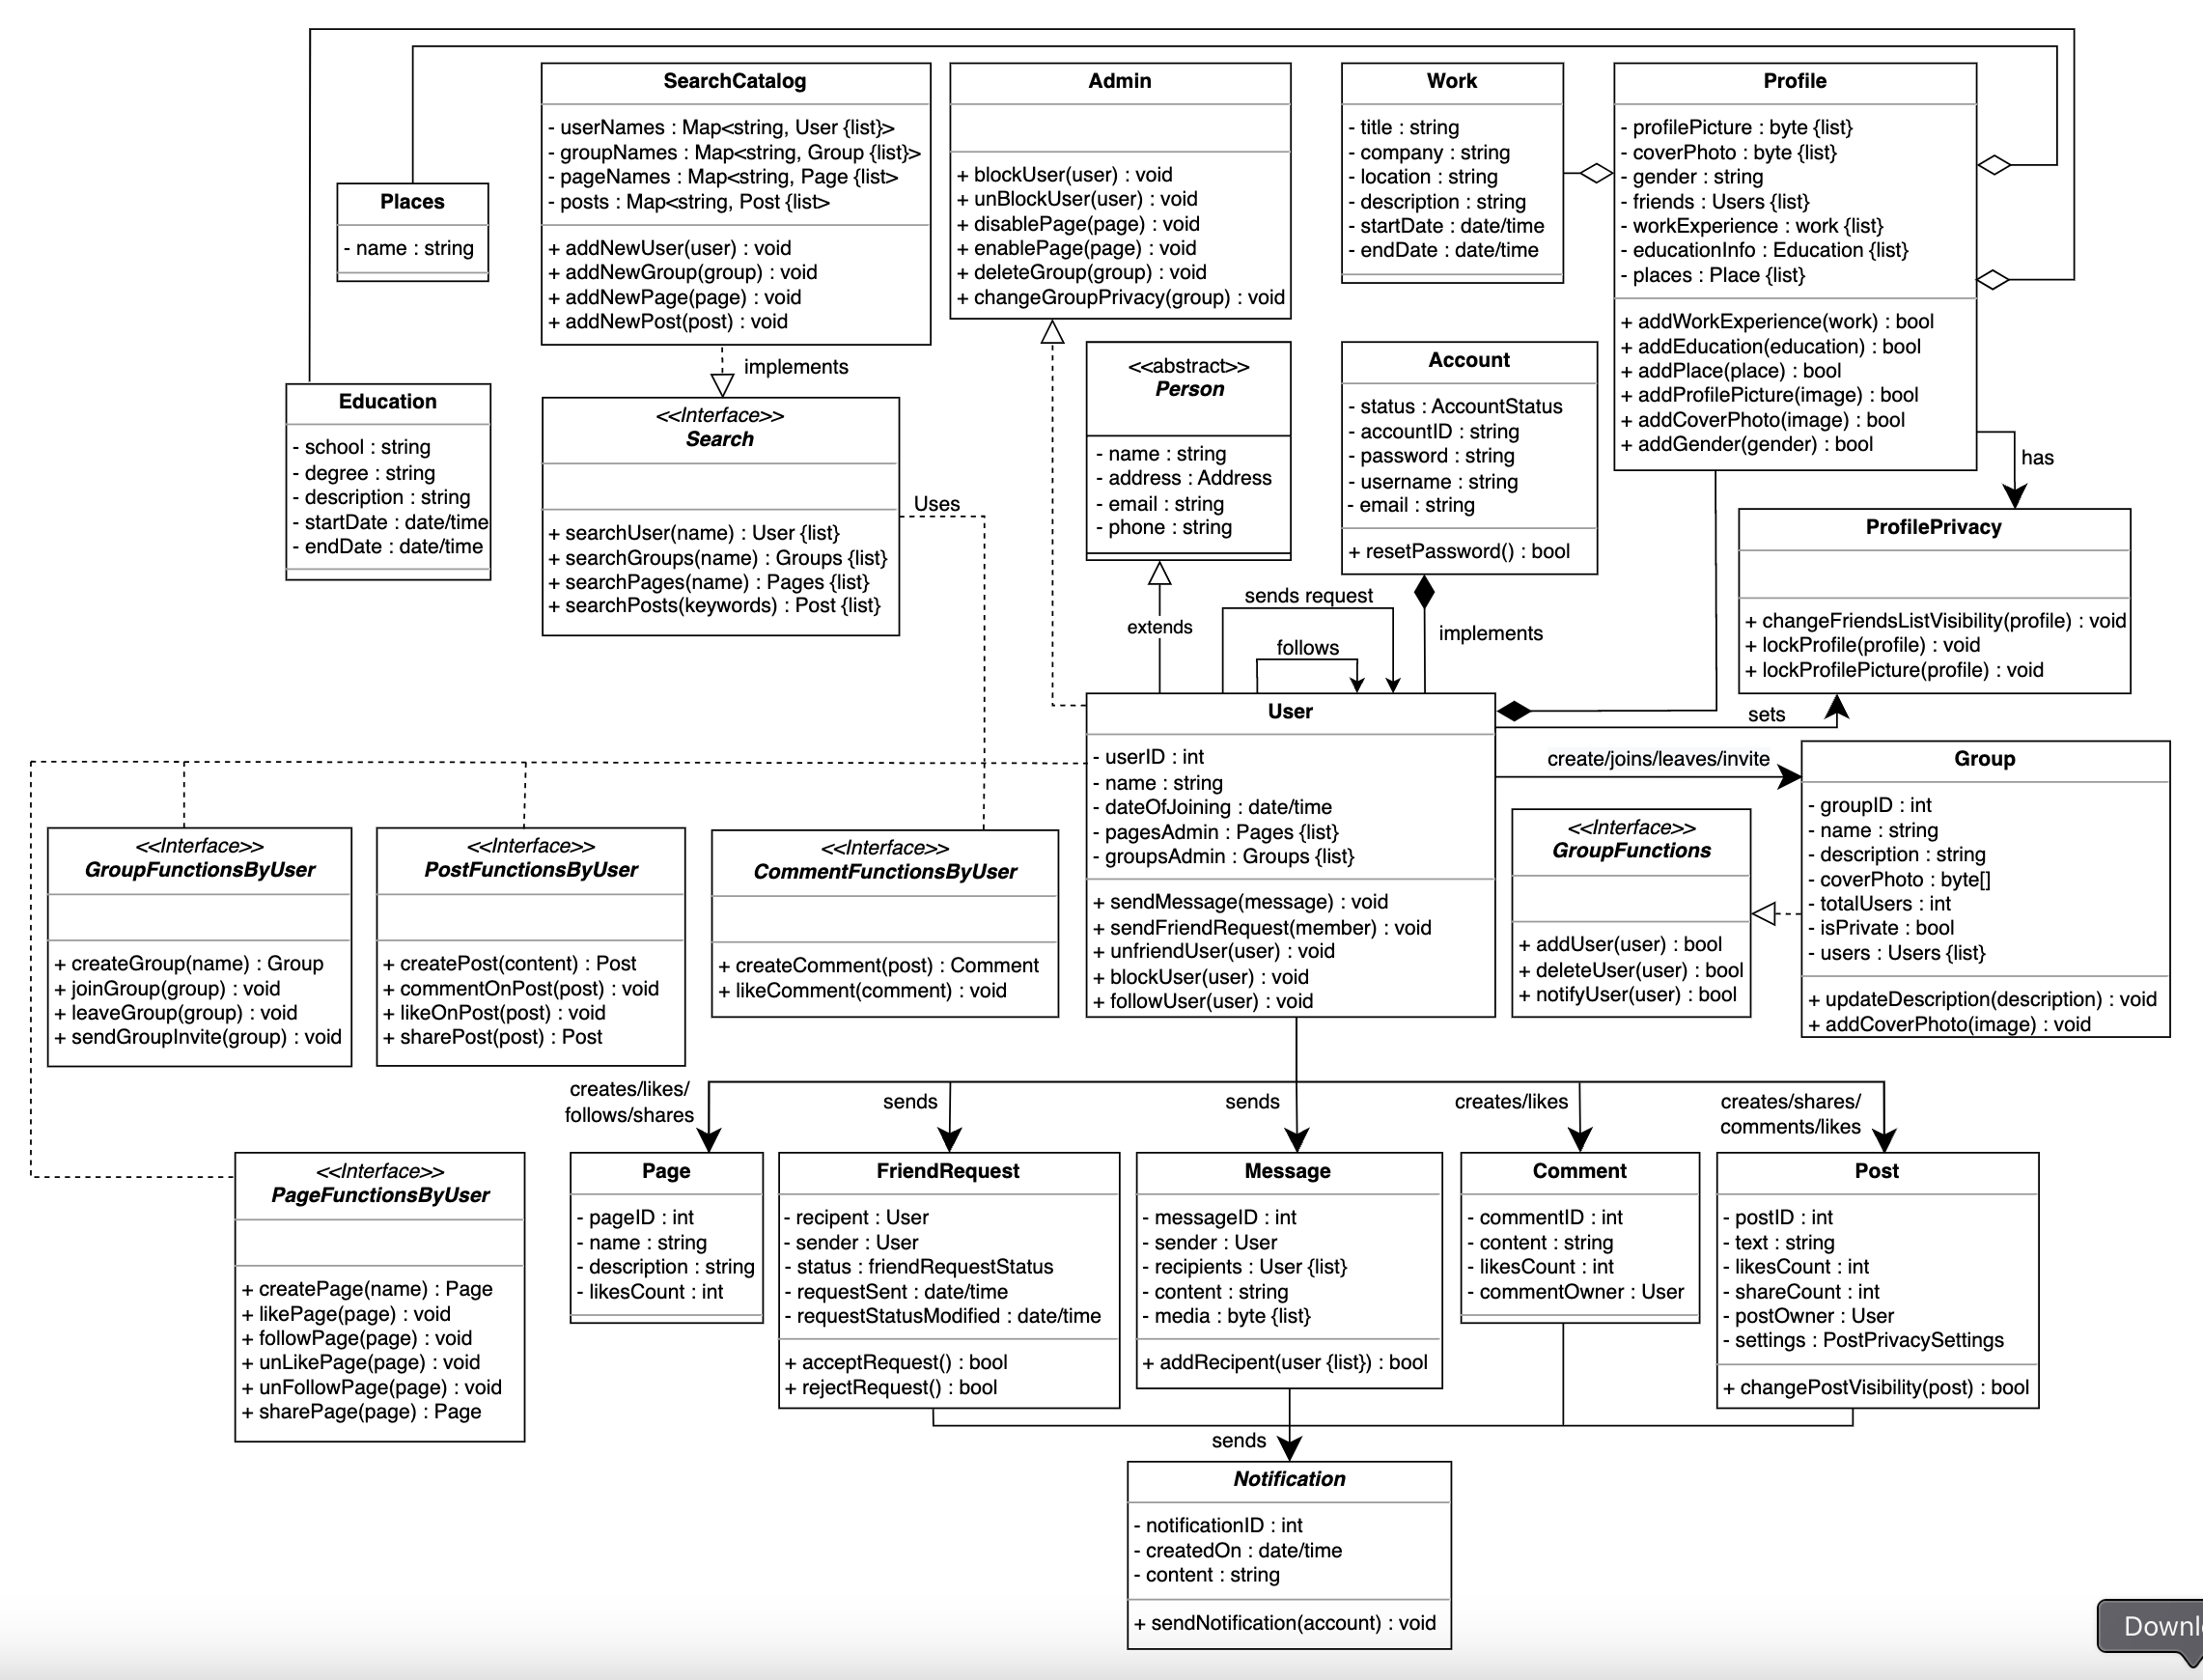 SearchCatalog
- userNames : Map<string, User {list}>
- groupNames : Map<string, Group {list}>
- pageNames : Map<string, Page {list>
- posts : Map<string, Post {list>
+ addNewUser(user) : void
+ addNewGroup(group) : void
+ addNewPage(page) : void
+ addNewPost(post) : void
Admin
+ blockUser(user) : void
+ unBlockUser(user) : void
+ disablePage(page) : void
+ enablePage(page) : void
+ deleteGroup(group) : void
+ changeGroupPrivacy(group) : void
Work
- title : string
- company : string
- location : string
- description : string
- startDate : date/time
- endDate : date/time
Profile
- profilePicture : byte {list}
- coverPhoto : byte {list}
- gender : string
- friends : Users {list}
- workExperience : work {list}
- educationInfo : Education {list}
- places : Place {list}
+ addWorkExperience(work) : bool
+ addEducation(education) : bool
+ addPlace(place) : bool
+ addProfilePicture(image) : bool
+ addCoverPhoto(image) : bool
+ addGender(gender) : bool
Places
- name : string
implements
Education
- school : string
- degree : string
- description : string
- startDate : date/time
- endDate : date/time
<<Interface>>
Search
+ searchUser(name) : User {list}
+ searchGroups(name) : Groups {list}
+ searchPages(name) : Pages {list}
+ searchPosts(keywords) : Post {list}
Uses
<<abstract>>
Person
- name : string
- address : Address
- email : string
- phone : string
Account
- status : AccountStatus
- accountID : string
- password : string
- username : string
- email : string
+ resetPassword() : bool
has
ProfilePrivacy
+ changeFriendsListVisibility(profile) : void
+ lockProfile(profile) : void
+ lockProfilePicture(profile) : void
extends
sends request
follows
implements
User
- userID : int
- name : string
- dateOfJoining : date/time
- pagesAdmin : Pages {list}
- groupsAdmin : Groups {list}
+ sendMessage(message) : void
+ sendFriendRequest(member) : void
+ unfriendUser(user) : void
+ blockUser(user) : void
+ followUser(user) : void
sets
create/joins/leaves/invite
Group
- groupID : int
- name : string
- description : string
- coverPhoto : byte[]
- totalUsers : int
- isPrivate : bool
- users : Users {list}
+ updateDescription(description) : void
+ addCoverPhoto(image) : void
<<Interface>>
GroupFunctions
+ addUser(user) : bool
+ deleteUser(user) : bool
+ notifyUser(user) : bool
<<Interface>>
GroupFunctionsByUser
+ createGroup(name) : Group
+ joinGroup(group) : void
+ leaveGroup(group) : void
+ sendGroupInvite(group) : void
<<Interface>>
PostFunctionsByUser
+ createPost(content) : Post
+ commentOnPost(post) : void
+ likeOnPost(post) : void
+ sharePost(post) : Post
<<Interface>>
CommentFunctionsByUser
+ createComment(post) : Comment
+ likeComment(comment) : void
creates/likes/
follows/shares
sends
sends
creates/likes
creates/shares/
comments/likes
<<Interface>>
PageFunctionsByUser
+ createPage(name) : Page
+ likePage(page) : void
+ followPage(page) : void
+ unLikePage(page) : void
+ unFollowPage(page) : void
+ sharePage(page) : Page
Page
- pageID : int
- name : string
- description : string
- likesCount : int
FriendRequest
- recipent : User
- sender : User
- status : friendRequestStatus
- requestSent : date/time
- requestStatusModified : date/time
+ acceptRequest() : bool
+ rejectRequest() : bool
Message
- messageID : int
- sender : User
- recipients : User {list}
- content : string
- media : byte {list}
+ addRecipent(user {list}) : bool
Comment
- commentID : int
- content : string
- likesCount : int
- commentOwner : User
Post
- postID : int
- text : string
- likesCount : int
- shareCount : int
- postOwner : User
- settings : PostPrivacySettings
+ changePostVisibility(post) : bool
sends
Notification
- notificationID : int
- createdOn : date/time
- content : string
+ sendNotification(account) : void